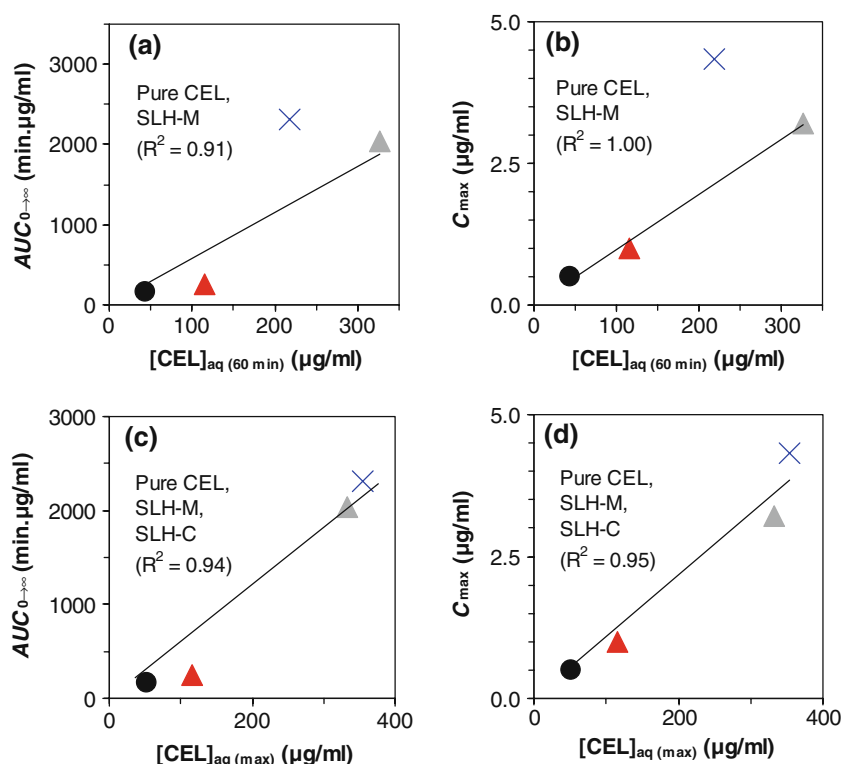 (a)
AUC0→∞ (min.µg/ml)
3000
2000
1000
0
Pure CEL,
SLH-M
(R² = 0.91)
0 100 200 300
[CEL]aq (60 min) (µg/ml)
(b)
Cmax (µg/ml)
5.0
2.5
0.0
Pure CEL,
SLH-M
(R² = 1.00)
0 100 200 300
[CEL]aq (60 min) (µg/ml)
(c)
AUC0→∞ (min.µg/ml)
3000
2000
1000
0
Pure CEL,
SLH-M,
SLH-C
(R² = 0.94)
0 200 400
[CEL]aq (max) (µg/ml)
(d)
Cmax (µg/ml)
5.0
2.5
0.0
Pure CEL,
SLH-M,
SLH-C
(R² = 0.95)
0 200 400
[CEL]aq (max) (µg/ml)